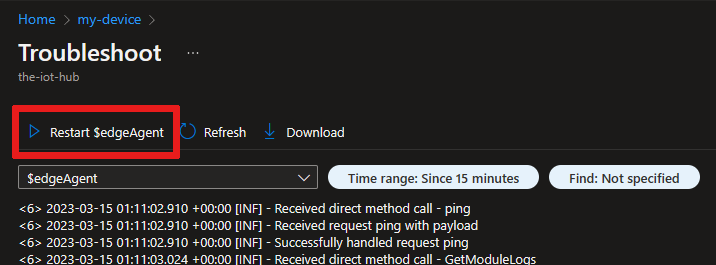 Home > my-device >
Troubleshoot ...
the-iot-hub
Restart $edgeAgent Refresh Download
$edgeAgent Time range: Since 15 minutes Find: Not specified
<6> 2023-03-15 01:11:02.910 +00:00 [INF] - Received direct method call - ping
<6> 2023-03-15 01:11:02.910 +00:00 [INF] - Received request ping with payload
<6> 2023-03-15 01:11:02.910 +00:00 [INF] - Successfully handled request ping
<6> 2023-03-15 01:11:03.024 +00:00 [INF] - Received direct method call - GetModuleLogs